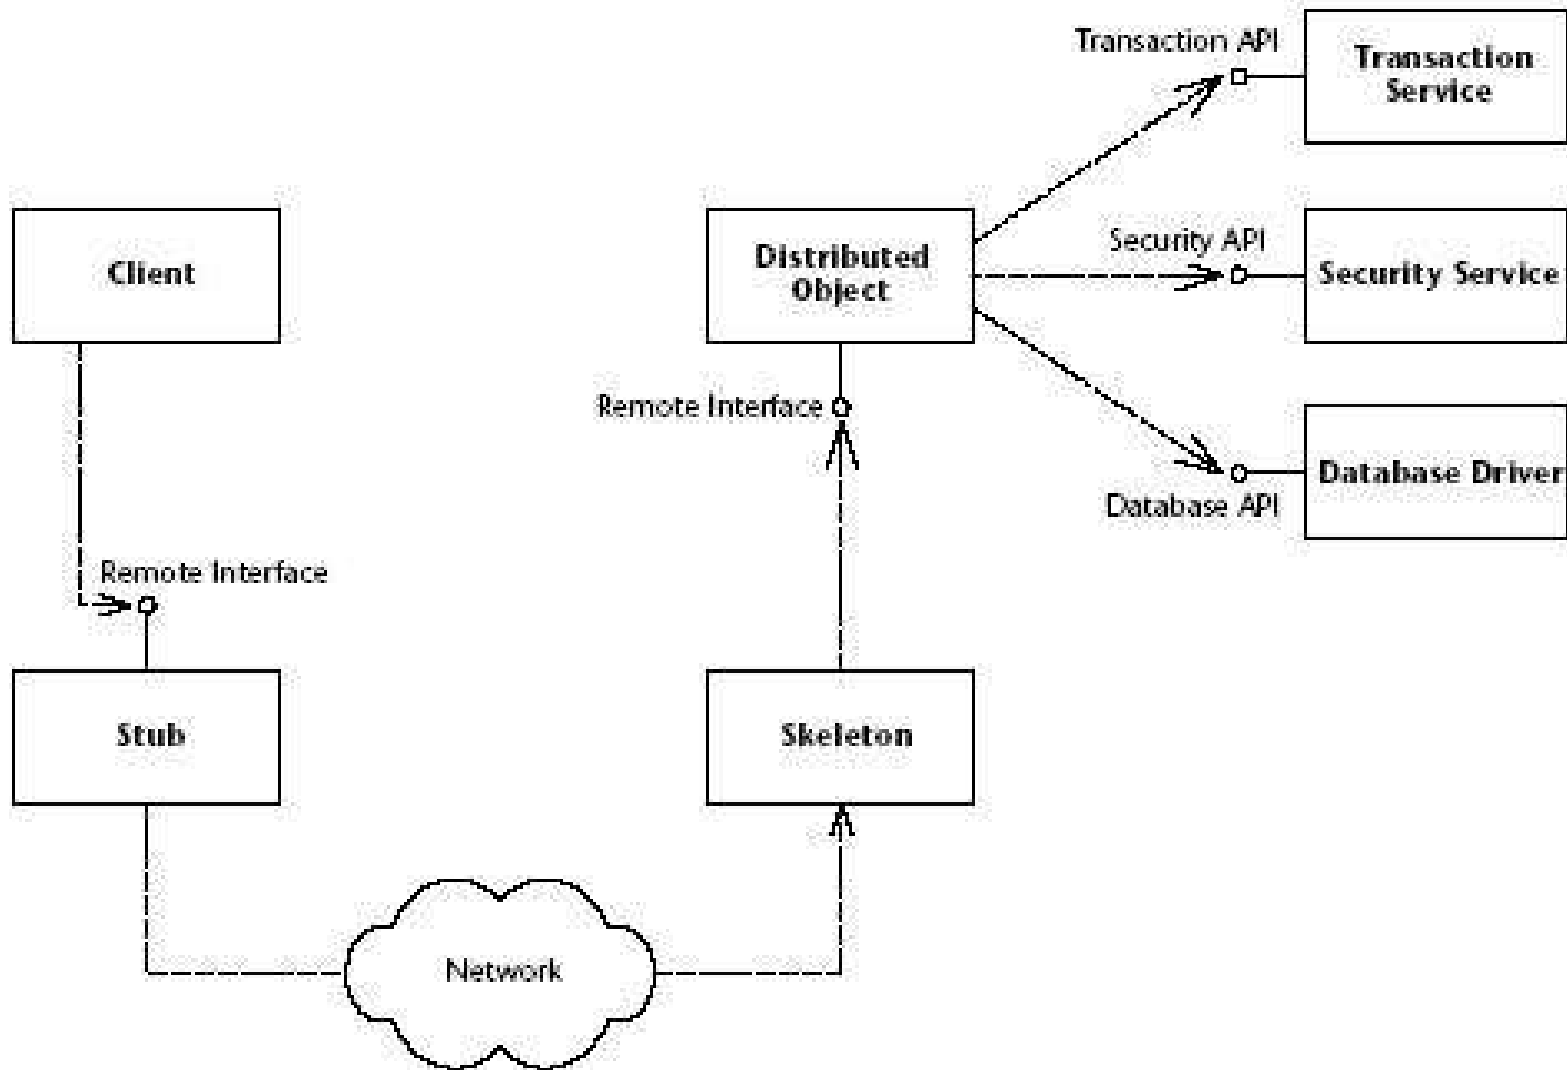 Transaction API
Transaction
Service
Client
Distributed
Object
Security API
Security Service
Remote Interface
Database Driver
Database API
Remote Interface
Stub
Skeleton
Network